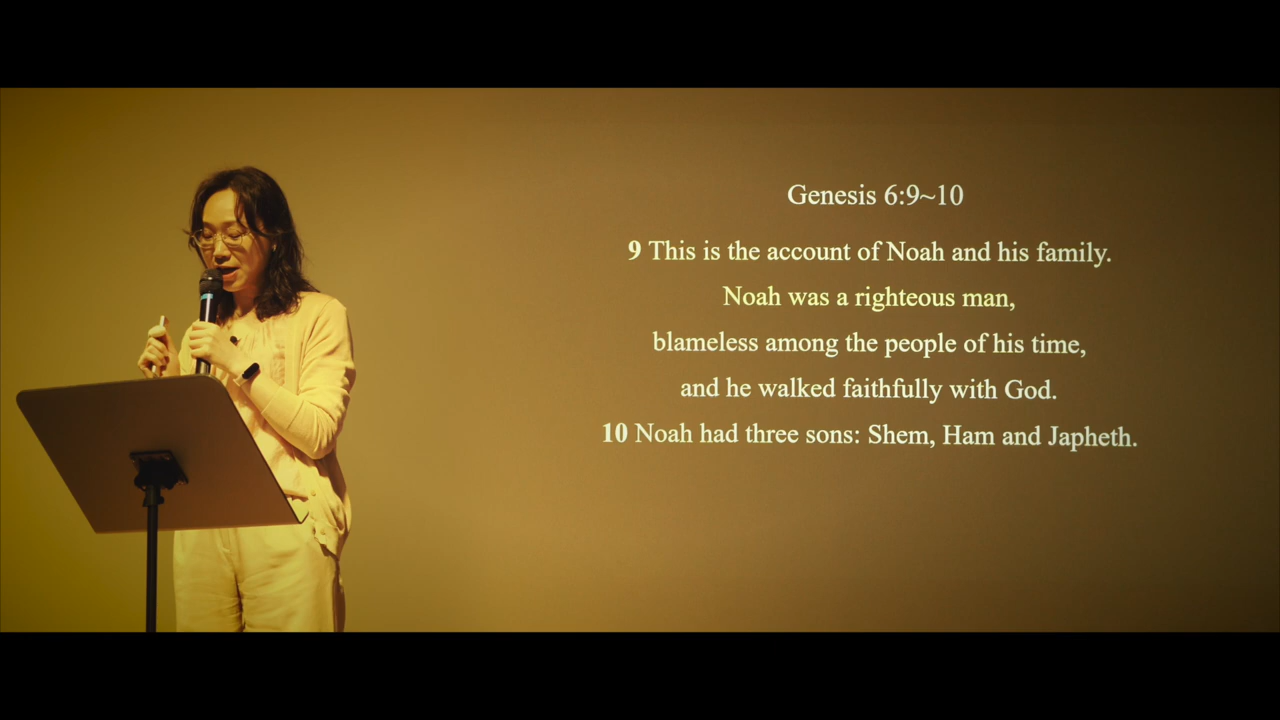 Genesis 6:9~10
9 This is the account of Noah and his family.
Noah was a righteous man,
blameless among the people of his time,
and he walked faithfully with God.
10 Noah had three sons: Shem, Ham and Japheth.